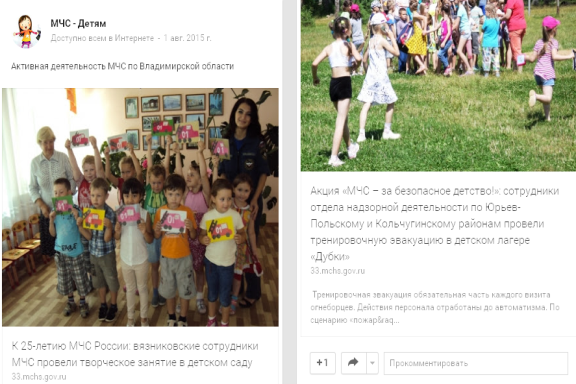 МЧС - Детям
Доступно всем в Интернете - 1 авг. 2015 г.
Активная деятельность МЧС по Владимирской области
К 25-летию МЧС России: вязниковские сотрудники
МЧС провели творческое занятие в детском саду
33.mchs.gov.ru
Акция «МЧС – за безопасное детство!»: сотрудники
отдела надзорной деятельности по Юрьев-
Польскому и Кольчугинскому районам провели
тренировочную эвакуацию в детском лагере
«Дубки»
33.mchs.gov.ru
Тренировочная эвакуация обязательная часть каждого визита
огнеборцев. Действия персонала отработаны до автоматизма. По
сценарию «пожар&raq...
+1
Прокомментировать